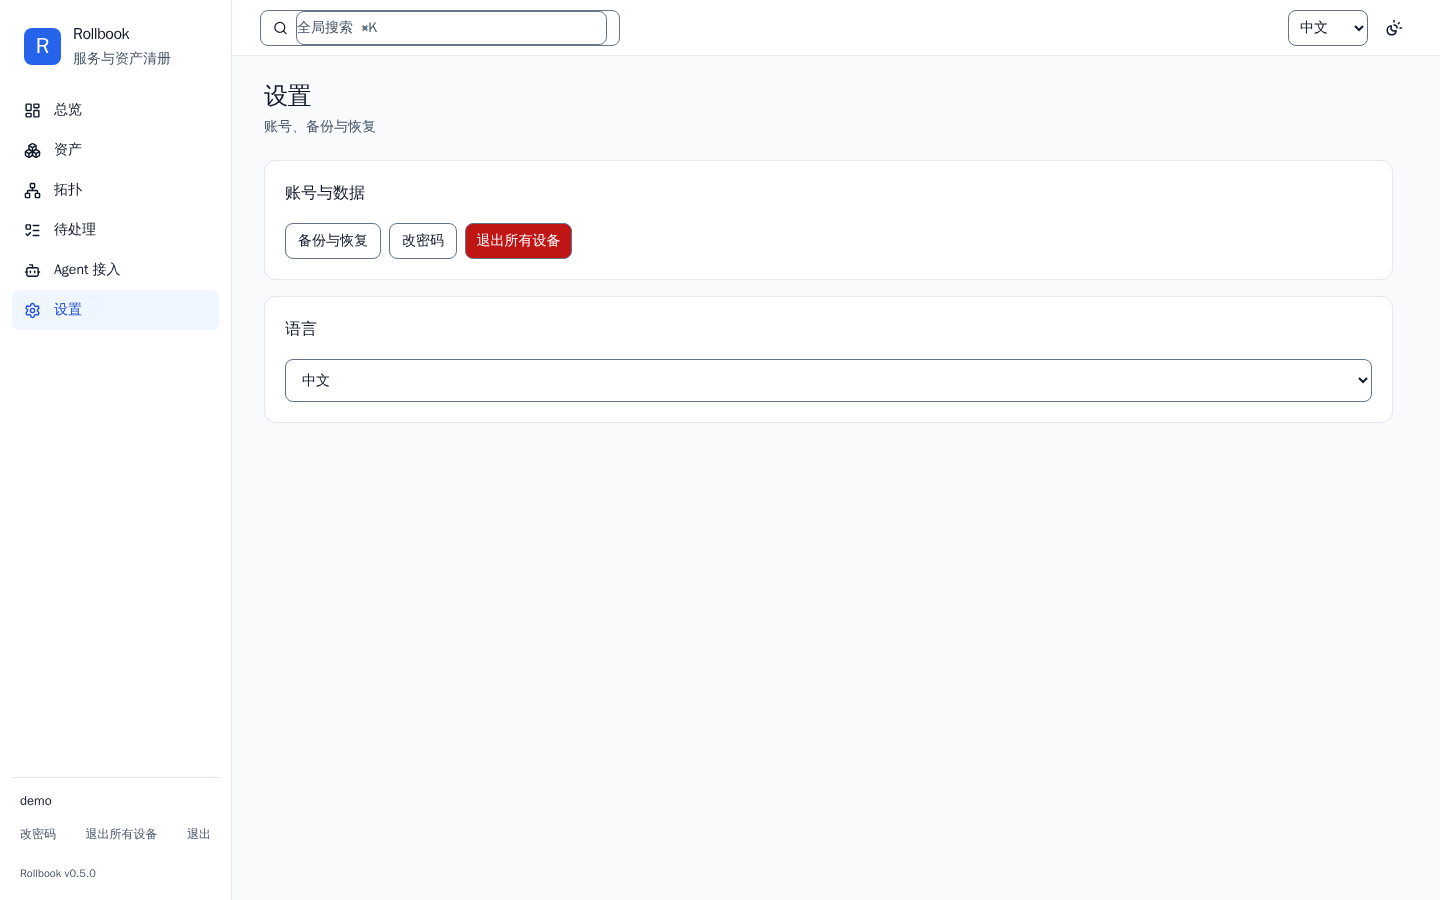 R
Rollbook
服务与资产清册
总览
资产
拓扑
待处理
Agent 接入
设置
demo
改密码 退出所有设备 退出
Rollbook v0.5.0
全局搜索 ⌘K
中文
设置
账号、备份与恢复
账号与数据
备份与恢复 改密码 退出所有设备
语言
中文